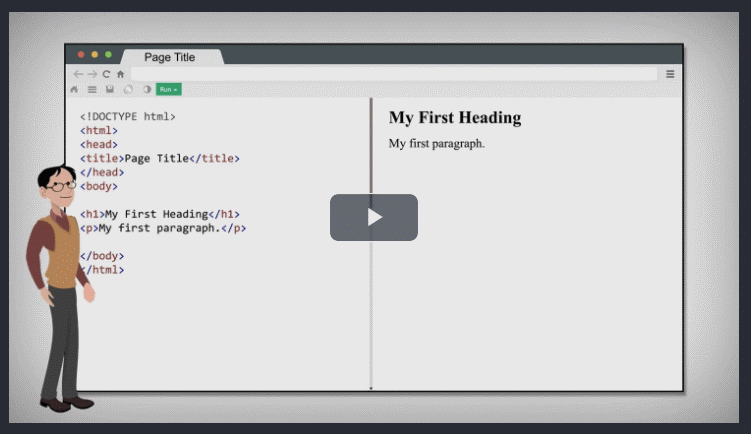 Page Title
Run »
<!DOCTYPE html>
<html>
<head>
<title>Page Title</title>
</head>
<body>
<h1>My First Heading</h1>
<p>My first paragraph.</p>
</body>
</html>
My First Heading
My first paragraph.